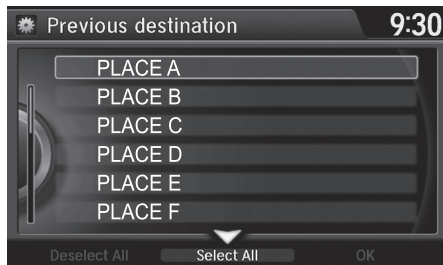 Previous destination
9:30
PLACE A
PLACE B
PLACE C
PLACE D
PLACE E
PLACE F
Deselect All
Select All
OK